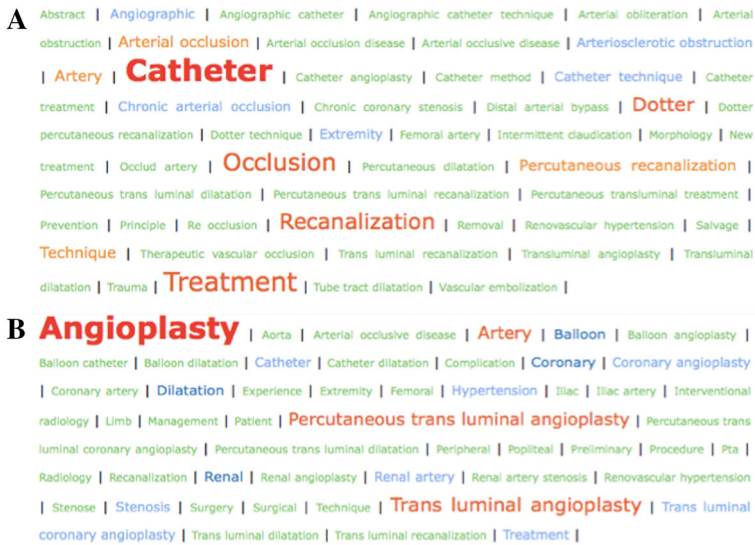 A
Abstract | Angiographic | Angiographic catheter | Angiographic catheter technique | Arterial obliteration | Arterial
obstruction | Arterial occlusion | Arterial occlusion disease | Arterial occlusive disease | Arteriosclerotic obstruction
| Artery | Catheter | Catheter angioplasty | Catheter method | Catheter technique | Catheter
treatment | Chronic arterial occlusion | Chronic coronary stenosis | Distal arterial bypass | Dotter | Dotter
percutaneous recanalization | Dotter technique | Extremity | Femoral artery | Intermittent claudication | Morphology | New
treatment | Occlud artery | Occlusion | Percutaneous dilatation | Percutaneous recanalization |
Percutaneous trans luminal dilatation | Percutaneous trans luminal recanalization | Percutaneous transluminal treatment |
Prevention | Principle | Re occlusion | Recanalization | Removal | Renovascular hypertension | Salvage |
Technique | Therapeutic vascular occlusion | Trans luminal recanalization | Transluminal angioplasty | Transluminal
dilatation | Trauma | Treatment | Tube tract dilatation | Vascular embolization |
B
Angioplasty | Aorta | Arterial occlusive disease | Artery | Balloon | Balloon angioplasty |
Balloon catheter | Balloon dilatation | Catheter | Catheter dilatation | Complication | Coronary | Coronary angioplasty
| Coronary artery | Dilatation | Experience | Extremity | Femoral | Hypertension | Iliac | Iliac artery | Interventional
radiology | Limb | Management | Patient | Percutaneous trans luminal angioplasty | Percutaneous trans
luminal coronary angioplasty | Percutaneous trans luminal dilatation | Peripheral | Popliteal | Preliminary | Procedure | Pta |
Radiology | Recanalization | Renal | Renal angioplasty | Renal artery | Renal artery stenosis | Renovascular hypertension
| Stenose | Stenosis | Surgery | Surgical | Technique | Trans luminal angioplasty | Trans luminal
coronary angioplasty | Trans luminal dilatation | Trans luminal recanalization | Treatment |